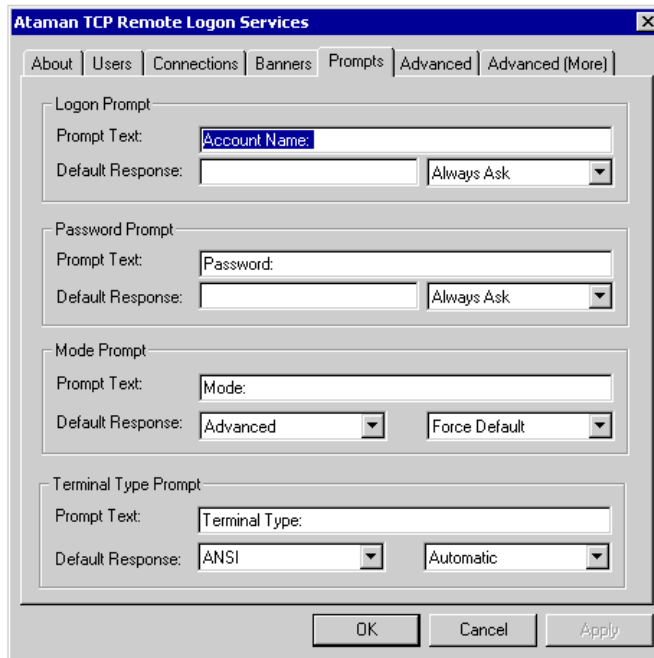 Ataman TCP Remote Logon Services
About Users Connections Banners Prompts Advanced Advanced (More)
Logon Prompt
Prompt Text: Account Name:
Default Response: Always Ask
Password Prompt
Prompt Text: Password:
Default Response: Always Ask
Mode Prompt
Prompt Text: Mode:
Default Response: Advanced Force Default
Terminal Type Prompt
Prompt Text: Terminal Type:
Default Response: ANSI Automatic
OK Cancel Apply